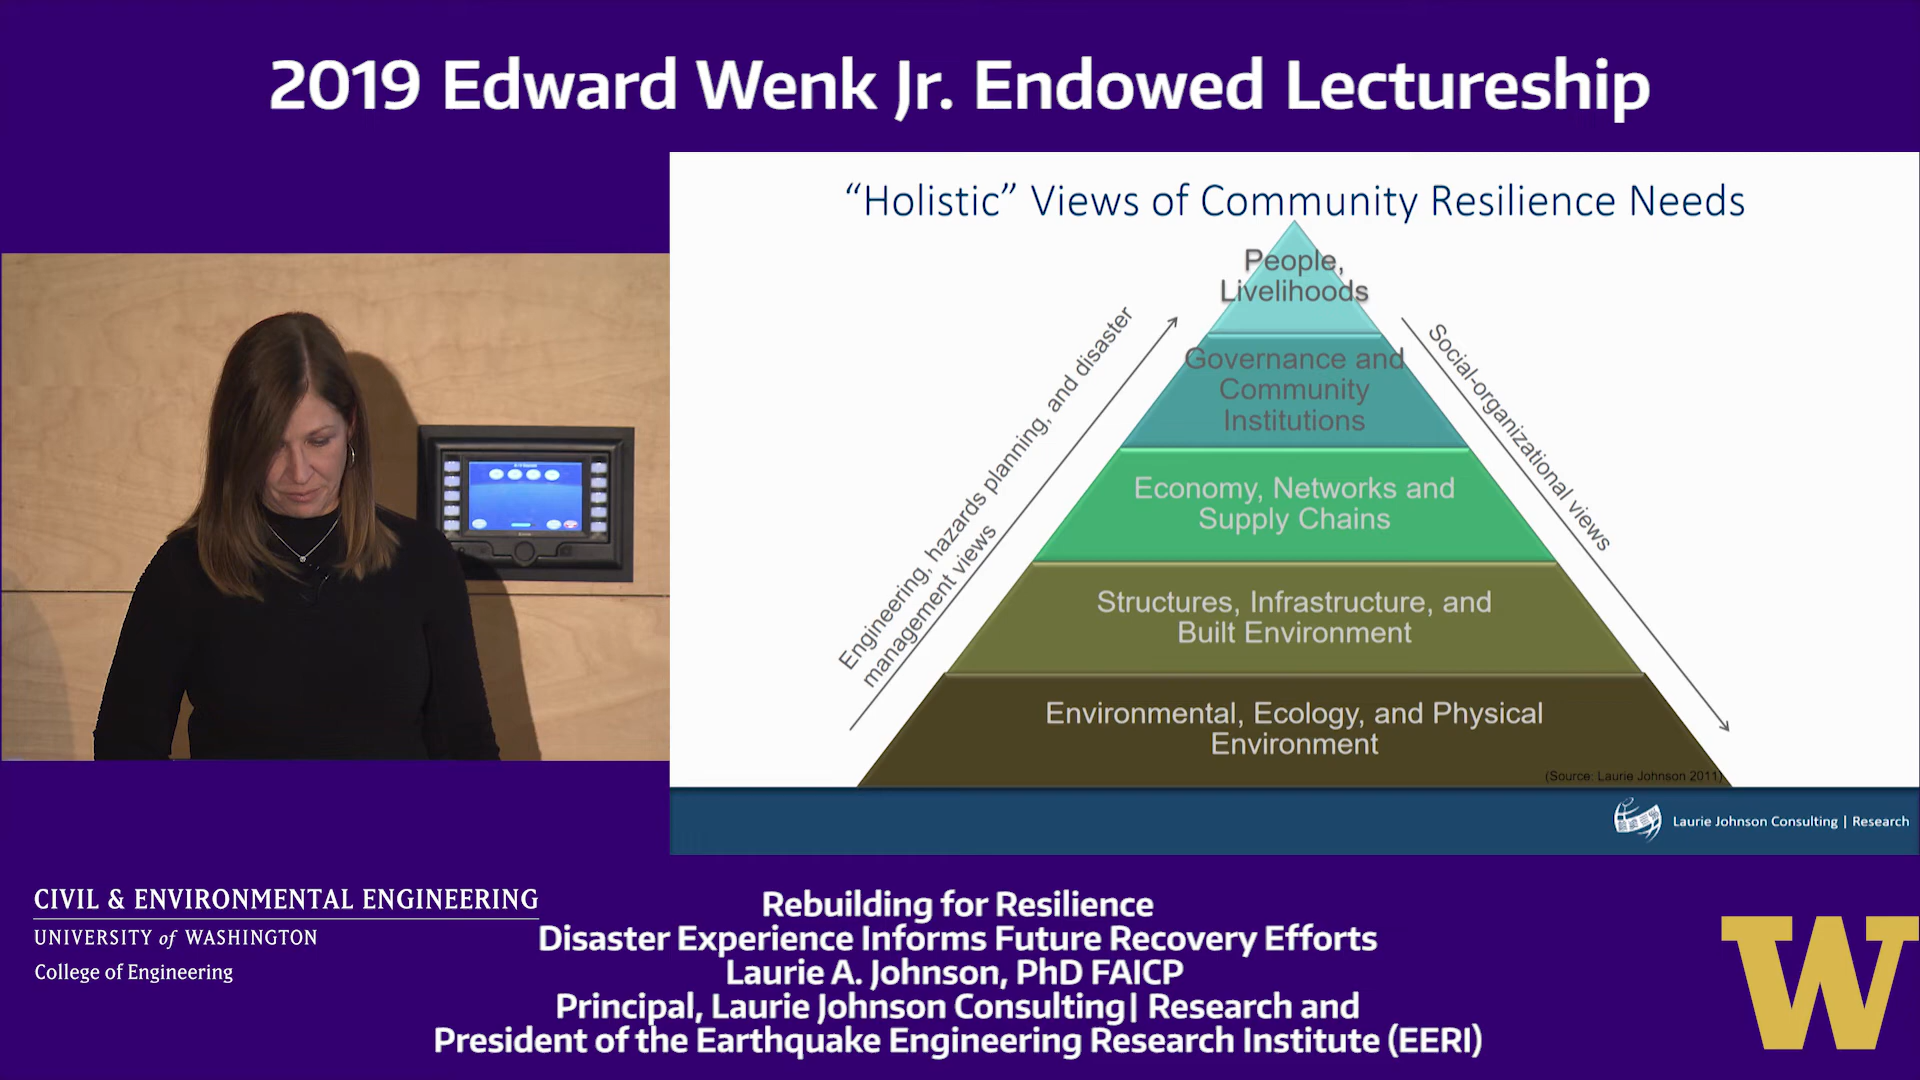 2019 Edward Wenk Jr. Endowed Lectureship
“Holistic” Views of Community Resilience Needs
People,
Livelihoods
Governance and
Community
Institutions
Economy, Networks and
Supply Chains
Structures, Infrastructure, and
Built Environment
Environmental, Ecology, and Physical
Environment
Engineering, hazards planning, and disaster
management views
Social-organizational views
(Source: Laurie Johnson 2011)
Laurie Johnson Consulting | Research
CIVIL & ENVIRONMENTAL ENGINEERING
UNIVERSITY of WASHINGTON
College of Engineering
Rebuilding for Resilience
Disaster Experience Informs Future Recovery Efforts
Laurie A. Johnson, PhD FAICP
Principal, Laurie Johnson Consulting| Research and
President of the Earthquake Engineering Research Institute (EERI)
W